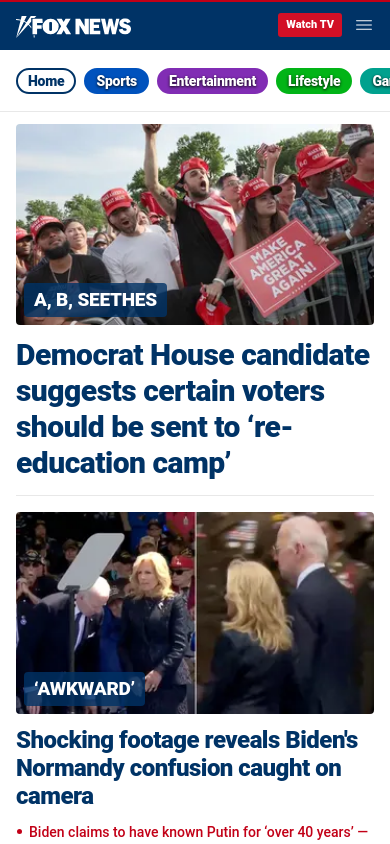 FOX NEWS
Watch TV
Home
Sports
Entertainment
Lifestyle
Ga
MAKE
AMERICA
GREAT
AGAIN!
A, B, SEETHES
Democrat House candidate
suggests certain voters
should be sent to ‘re-
education camp’
‘AWKWARD’
Shocking footage reveals Biden's
Normandy confusion caught on
camera
• Biden claims to have known Putin for ‘over 40 years’ —